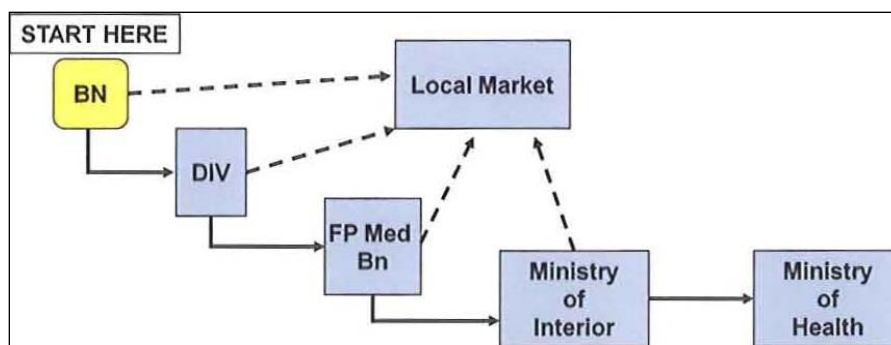 START HERE
BN
Local Market
DIV
FP Med
Bn
Ministry
of
Interior
Ministry
of
Health